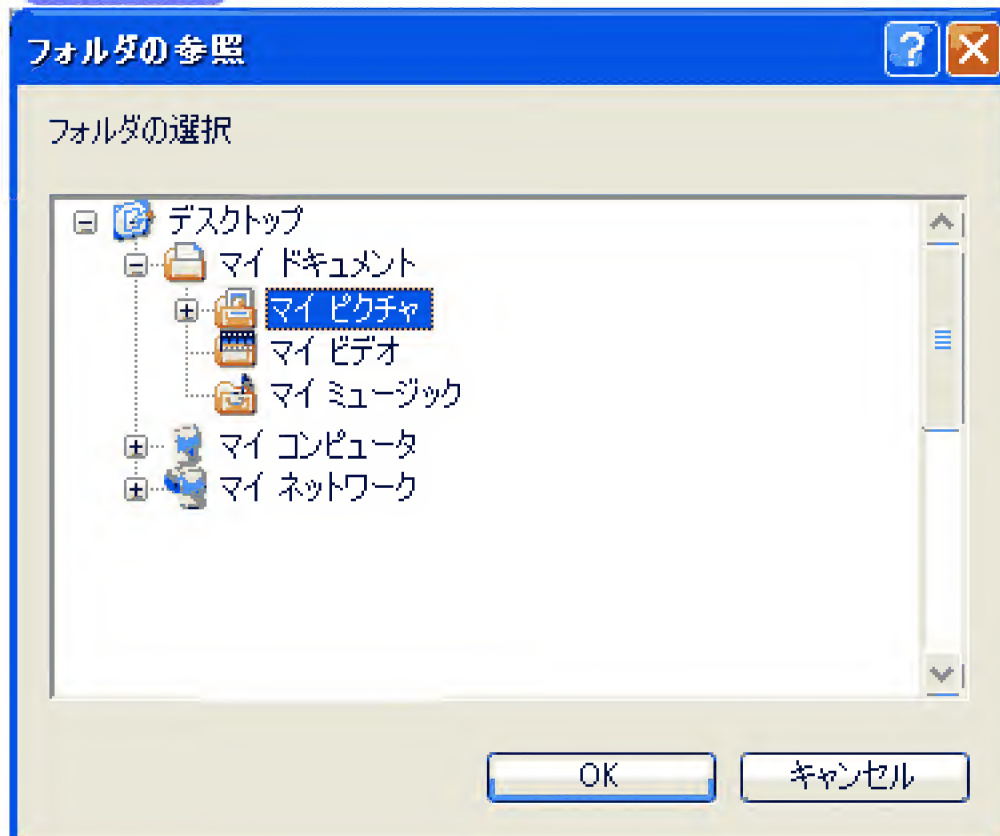 フォルダの参照
フォルダの選択
デスクトップ
マイ ドキュメント
マイ ピクチャ
マイ ビデオ
マイ ミュージック
マイ コンピュータ
マイ ネットワーク
OK キャンセル